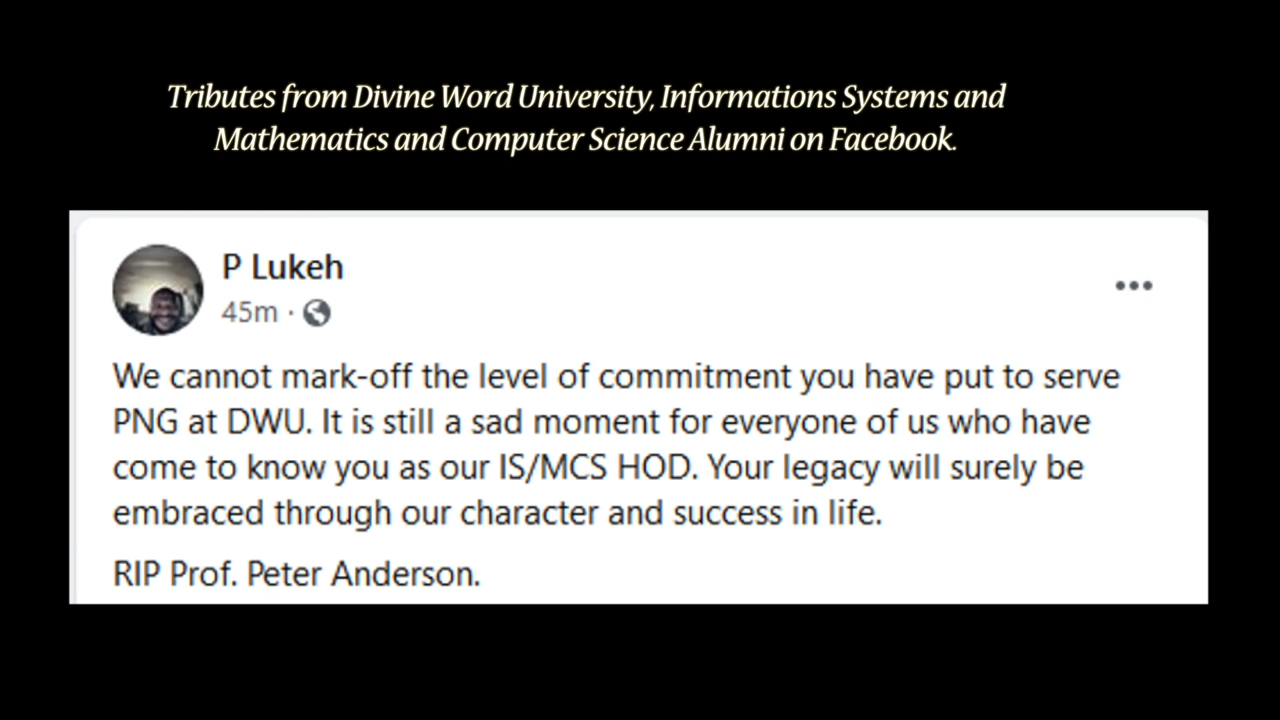 Tributes from Divine Word University, Informations Systems and
Mathematics and Computer Science Alumni on Facebook.
P Lukeh
45m ·
We cannot mark-off the level of commitment you have put to serve
PNG at DWU. It is still a sad moment for everyone of us who have
come to know you as our IS/MCS HOD. Your legacy will surely be
embraced through our character and success in life.
RIP Prof. Peter Anderson.